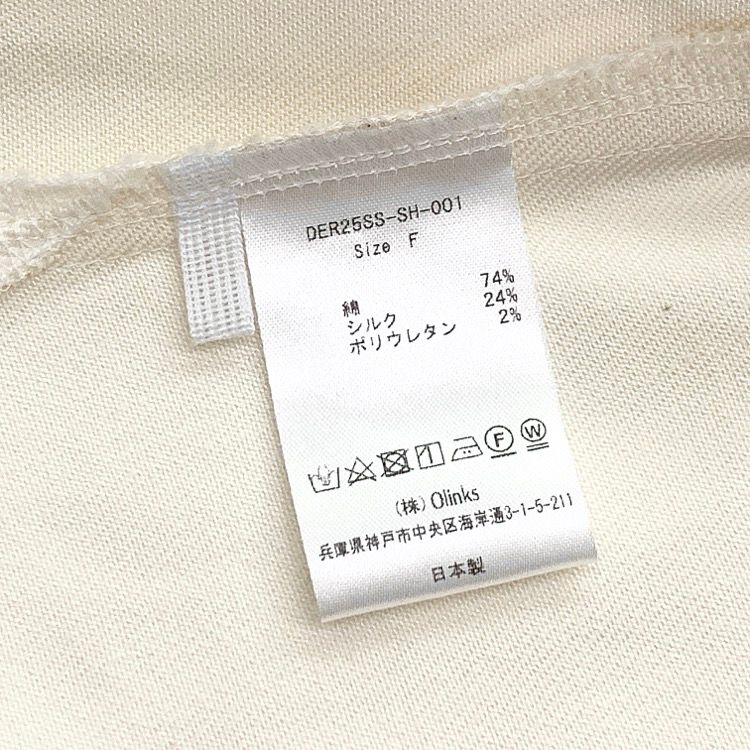 DER25SS-SH-001
Size F
綿 74%
シルク 24%
ポリウレタン 2%
F W
(株)Olinks
兵庫県神戸市中央区海岸通3-1-5-211
日本製